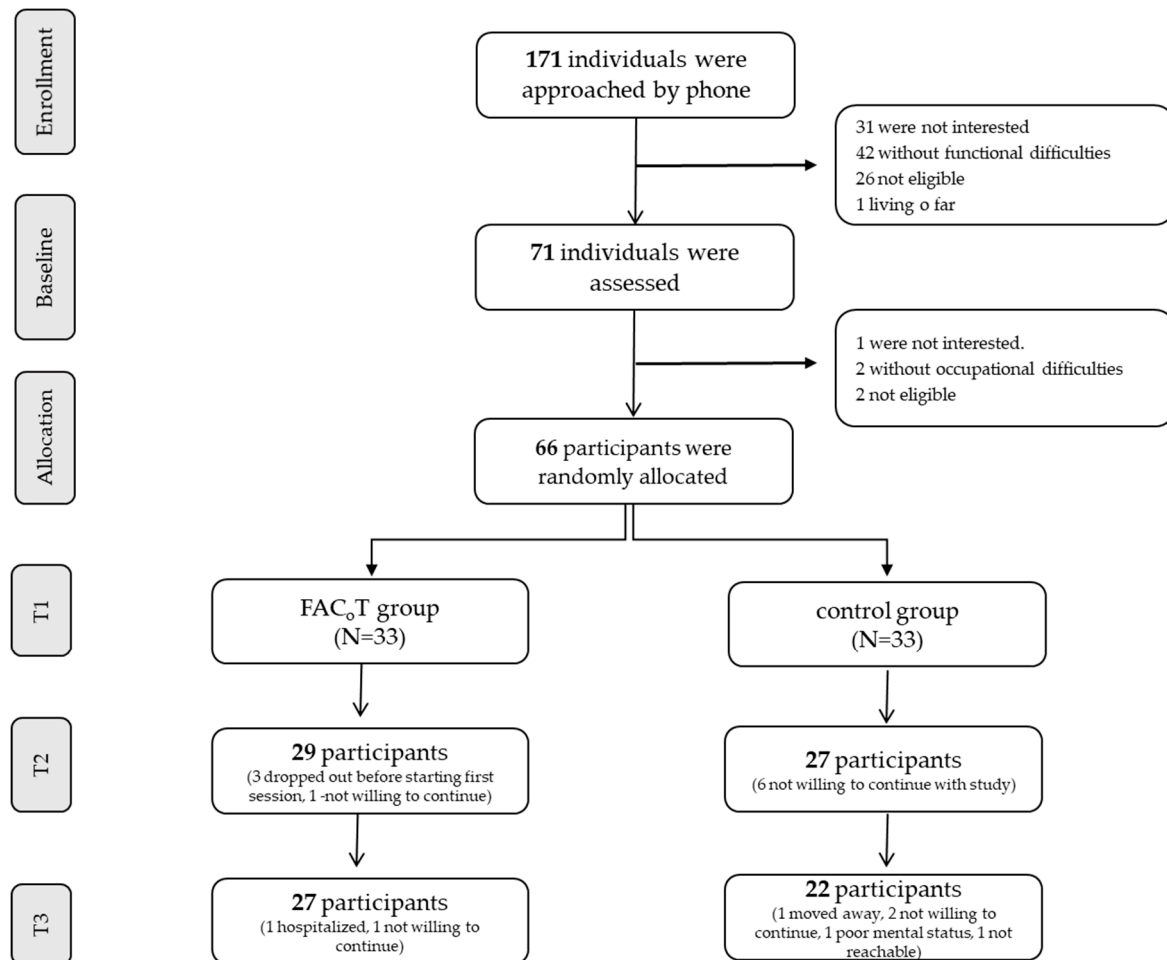 Enrollment
171 individuals were
approached by phone
31 were not interested
42 without functional difficulties
26 not eligible
1 living o far
Baseline
71 individuals were
assessed
1 were not interested.
2 without occupational difficulties
2 not eligible
Allocation
66 participants were
randomly allocated
T1
FACoT group
(N=33)
control group
(N=33)
T2
29 participants
(3 dropped out before starting first
session, 1 -not willing to continue)
27 participants
(6 not willing to continue with study)
T3
27 participants
(1 hospitalized, 1 not willing to
continue)
22 participants
(1 moved away, 2 not willing to
continue, 1 poor mental status, 1 not
reachable)